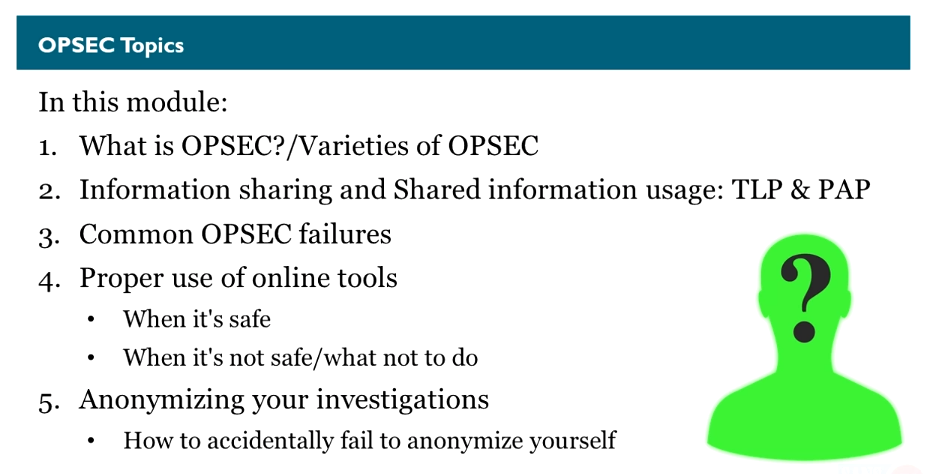 OPSEC Topics
In this module:
1. What is OPSEC?/Varieties of OPSEC
2. Information sharing and Shared information usage: TLP & PAP
3. Common OPSEC failures
4. Proper use of online tools
• When it's safe
• When it's not safe/what not to do
5. Anonymizing your investigations
• How to accidentally fail to anonymize yourself
?